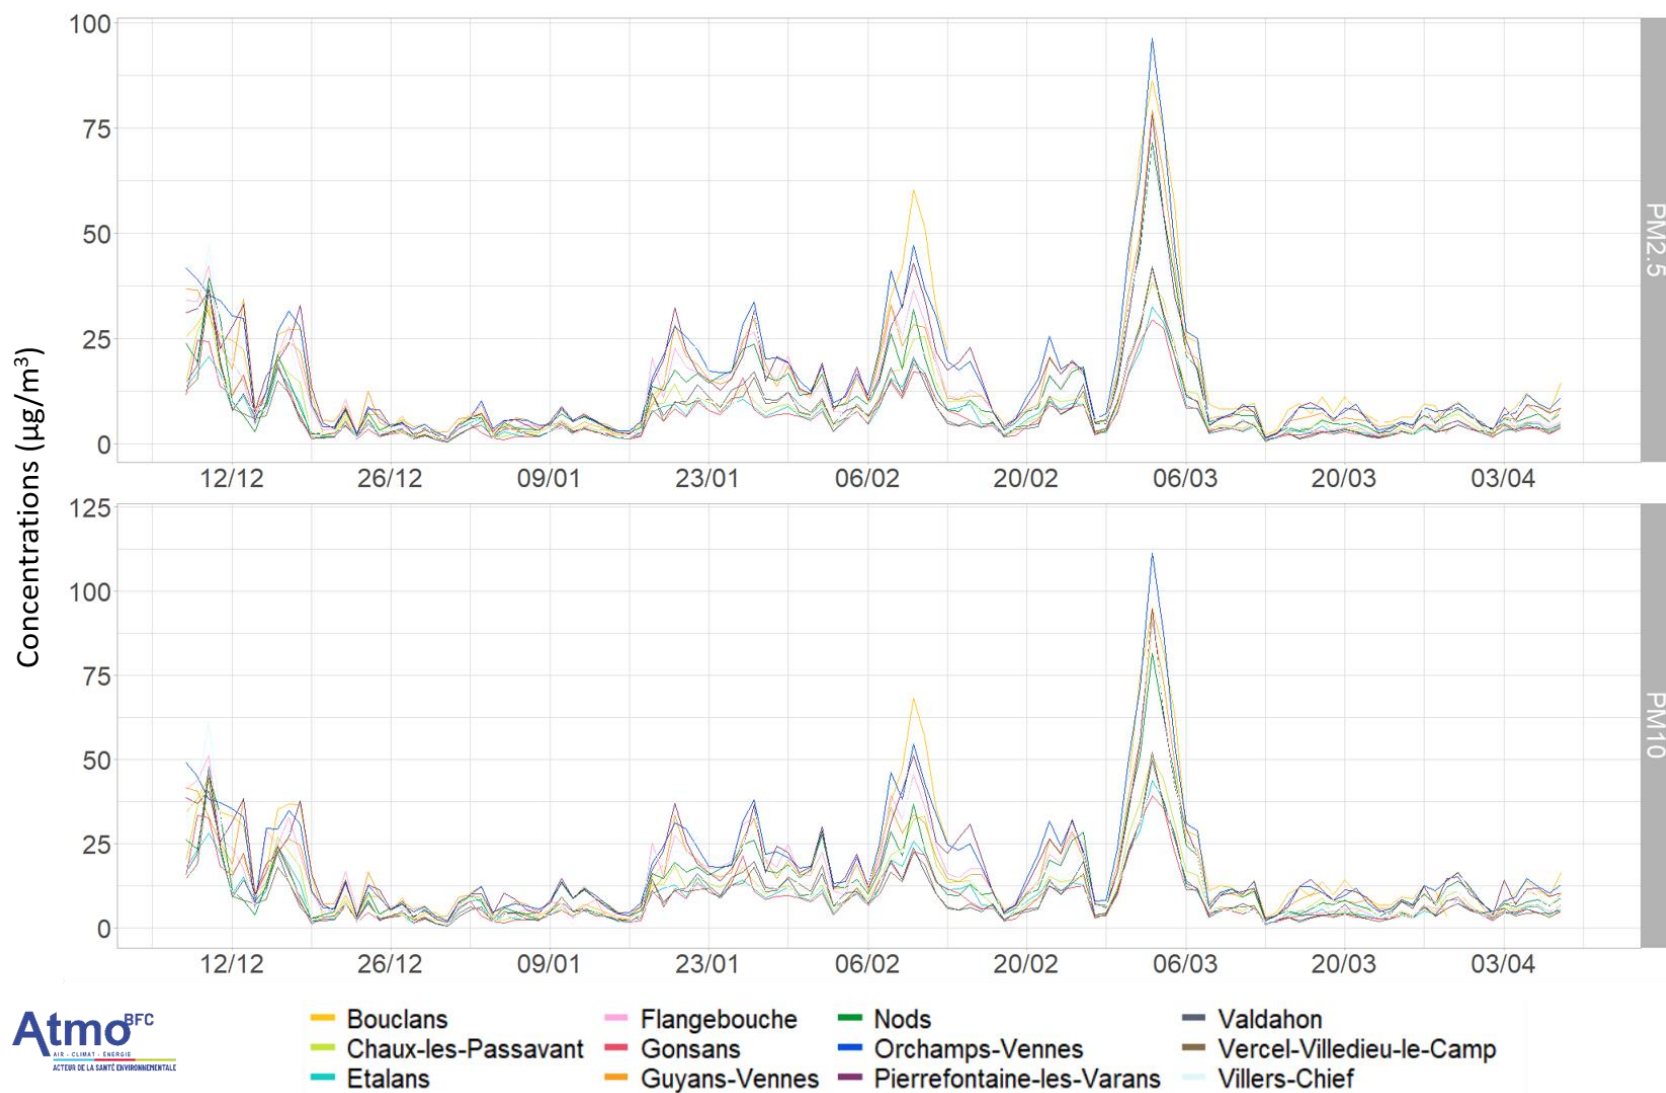 Concentrations (µg/m³)
100
75
50
25
0
PM2.5
12/12 26/12 09/01 23/01 06/02 20/02 06/03 20/03 03/04
125
100
75
50
25
0
PM10
12/12 26/12 09/01 23/01 06/02 20/02 06/03 20/03 03/04
Atmo BFC
AIR - CLIMAT - ÉNERGIE
ACTEUR DE LA SANTÉ ENVIRONNEMENTALE
Bouclans Flangebouche Nods Valdahon
Chaux-les-Passavant Gonsans Orchamps-Vennes Vercel-Villedieu-le-Camp
Etalans Guyans-Vennes Pierrefontaine-les-Varans Villers-Chief